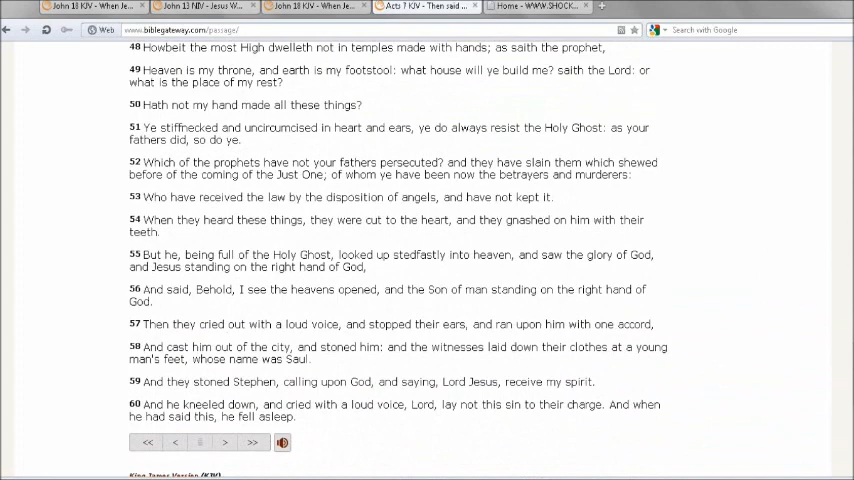 John 18 KJV - When Je...
John 13 NIV - Jesus W...
John 18 KJV - When Je...
Acts 7 KJV - Then said ...
Home - WWW.SHOCK...
Web
www.biblegateway.com/passage/
Search with Google
48 Howbeit the most High dwelleth not in temples made with hands; as saith the prophet,
49 Heaven is my throne, and earth is my footstool: what house will ye build me? saith the Lord: or
what is the place of my rest?
50 Hath not my hand made all these things?
51 Ye stiffnecked and uncircumcised in heart and ears, ye do always resist the Holy Ghost: as your
fathers did, so do ye.
52 Which of the prophets have not your fathers persecuted? and they have slain them which shewed
before of the coming of the Just One; of whom ye have been now the betrayers and murderers:
53 Who have received the law by the disposition of angels, and have not kept it.
54 When they heard these things, they were cut to the heart, and they gnashed on him with their
teeth.
55 But he, being full of the Holy Ghost, looked up stedfastly into heaven, and saw the glory of God,
and Jesus standing on the right hand of God,
56 And said, Behold, I see the heavens opened, and the Son of man standing on the right hand of
God.
57 Then they cried out with a loud voice, and stopped their ears, and ran upon him with one accord,
58 And cast him out of the city, and stoned him: and the witnesses laid down their clothes at a young
man's feet, whose name was Saul.
59 And they stoned Stephen, calling upon God, and saying, Lord Jesus, receive my spirit.
60 And he kneeled down, and cried with a loud voice, Lord, lay not this sin to their charge. And when
he had said this, he fell asleep.
<< < > >>
King James Version (KJV)